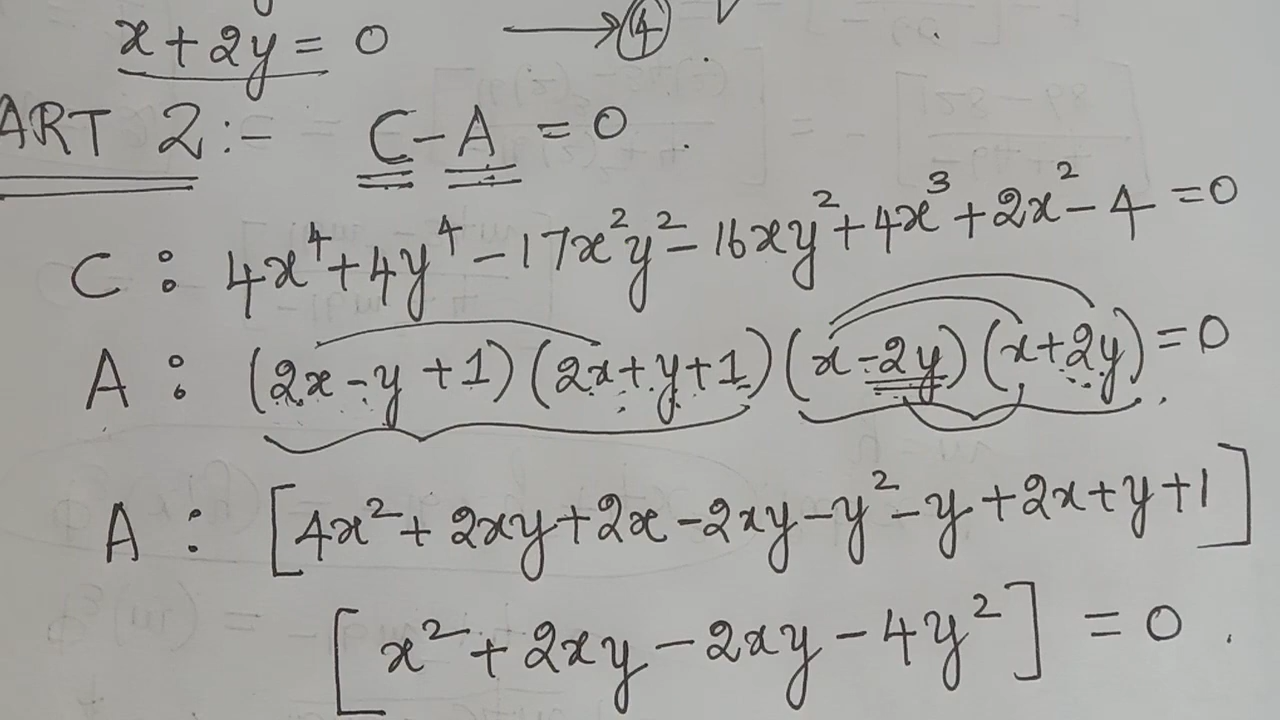 x + 2y = 0 → ④ .
ART 2 :- C - A = 0 .
C : 4x⁴ + 4y⁴ - 17x²y² - 16xy² + 4x³ + 2x² - 4 = 0
A : (2x - y + 1) (2x + y + 1) (x - 2y) (x + 2y) = 0 .
A : [4x² + 2xy + 2x - 2xy - y² - y + 2x + y + 1]
[x² + 2xy - 2xy - 4y²] = 0 .